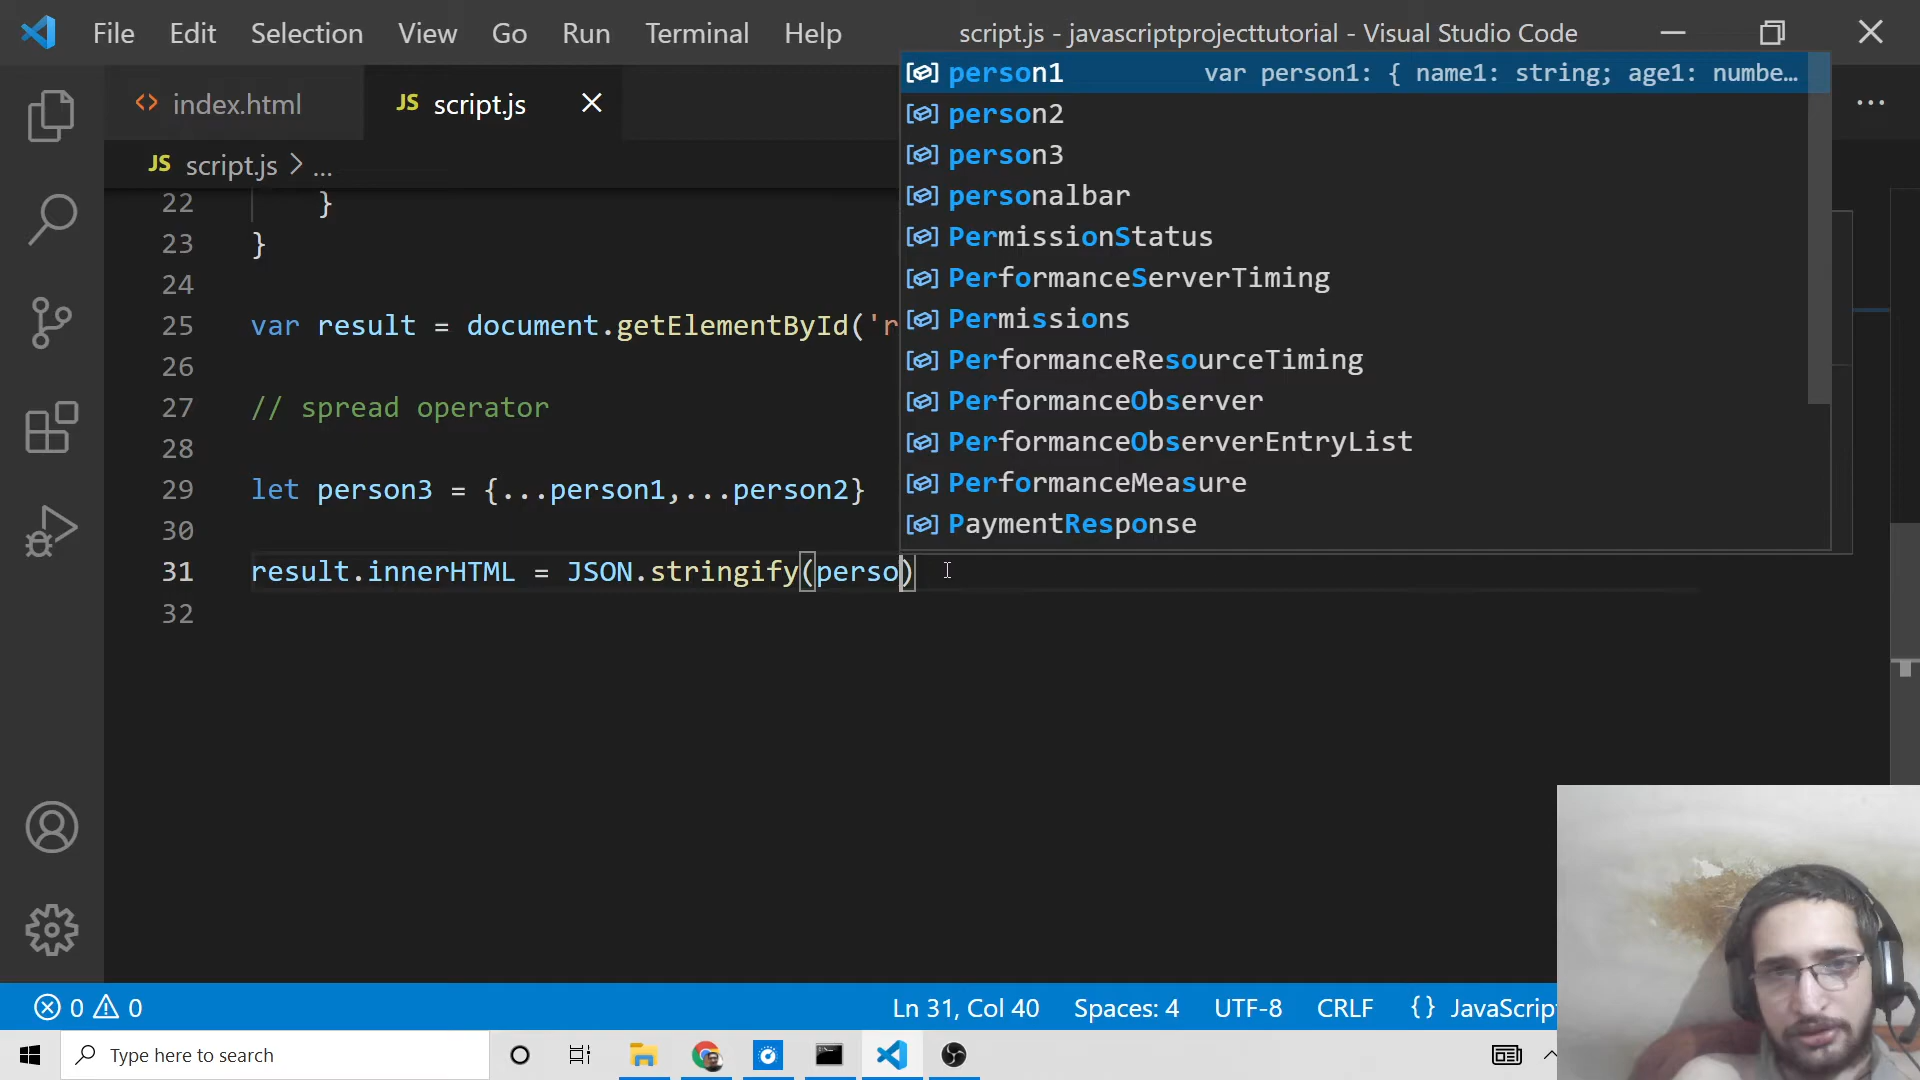 File Edit Selection View Go Run Terminal Help script.js - javascriptprojecttutorial - Visual Studio Code
index.html JS script.js
JS script.js > ...
22 }
23 }
24
25 var result = document.getElementById('r
26
27 // spread operator
28
29 let person3 = {...person1,...person2}
30
31 result.innerHTML = JSON.stringify(perso)
32
person1 var person1: { name1: string; age1: numbe...
person2
person3
personalbar
PermissionStatus
PerformanceServerTiming
Permissions
PerformanceResourceTiming
PerformanceObserver
PerformanceObserverEntryList
PerformanceMeasure
PaymentResponse
0 0 Ln 31, Col 40 Spaces: 4 UTF-8 CRLF {} JavaScrip
Type here to search